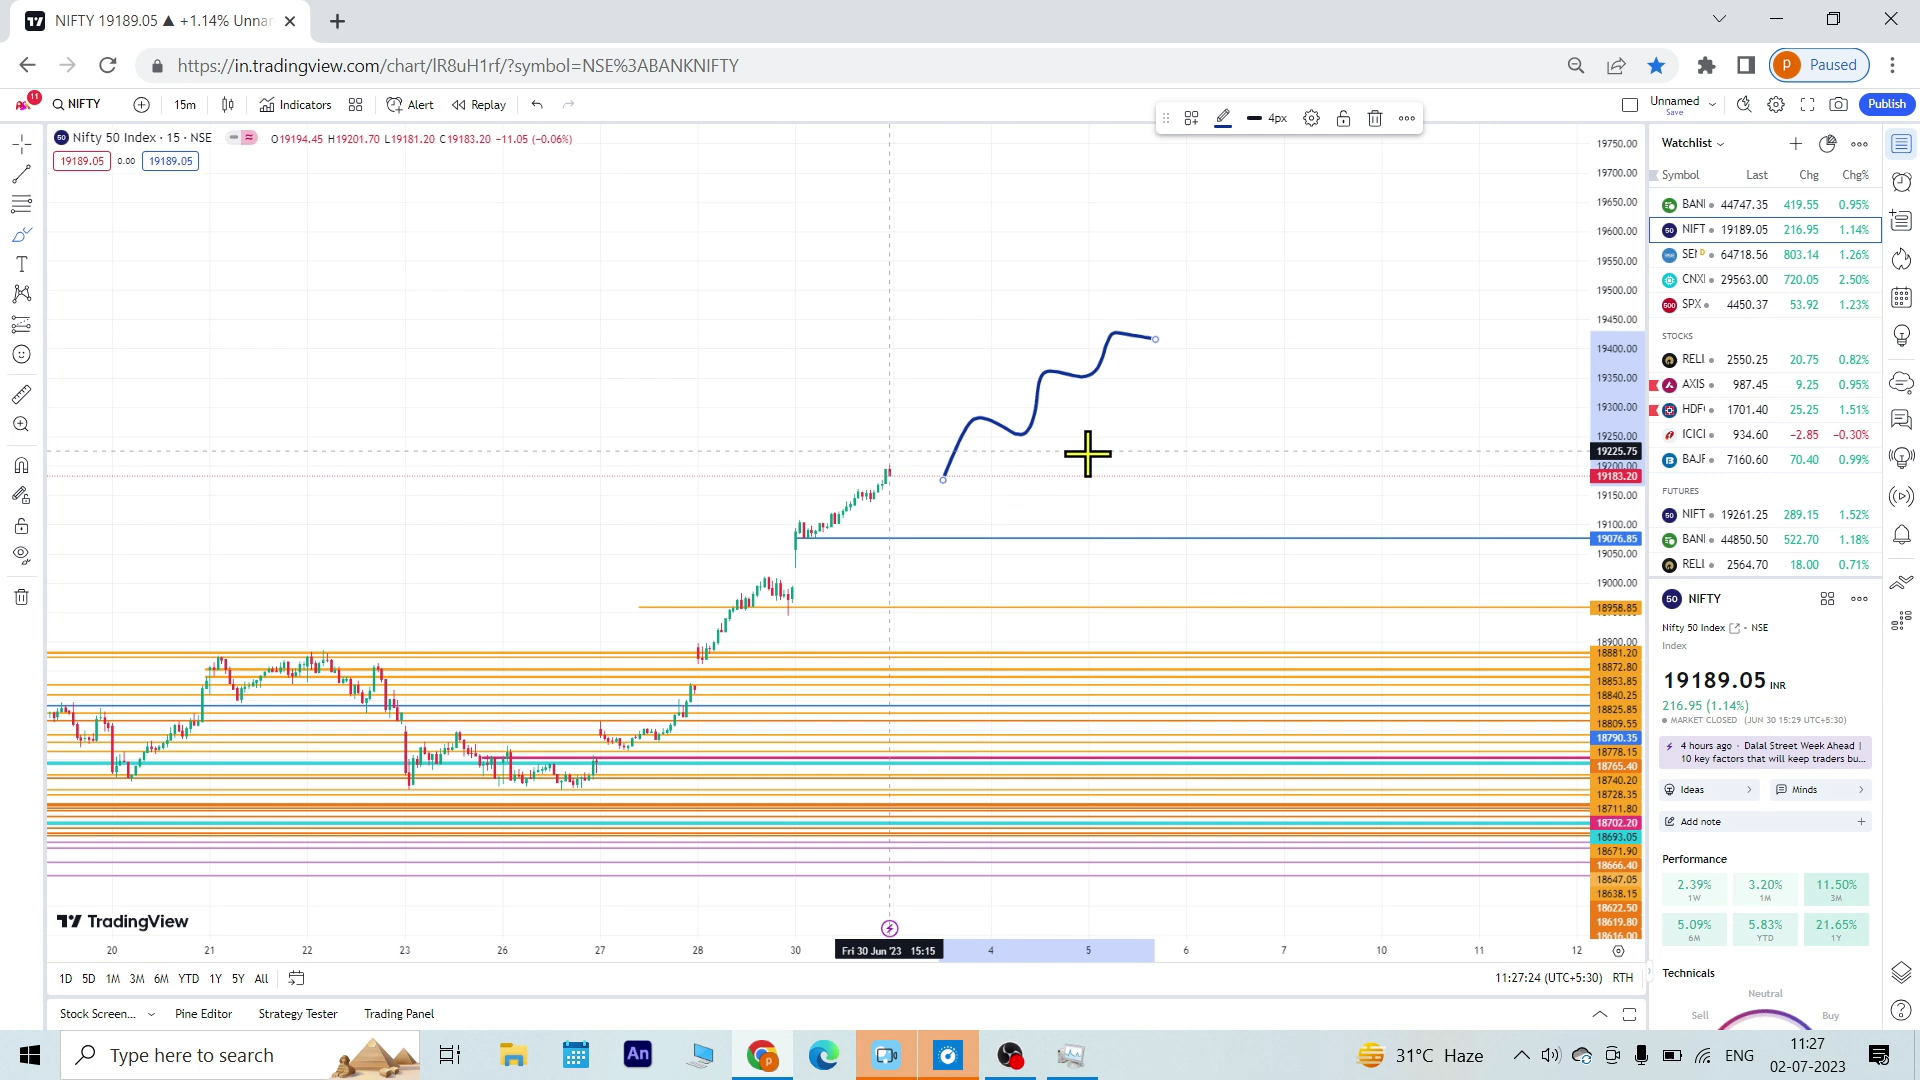 NIFTY 19189.05 ▲ +1.14% Unnar
https://in.tradingview.com/chart/lR8uH1rf/?symbol=NSE%3ABANKNIFTY
P Paused
11
NIFTY 15m Indicators Alert Replay
4px
Unnamed
Save
Publish
50 Nifty 50 Index · 15 · NSE O19194.45 H19201.70 L19181.20 C19183.20 −11.05 (−0.06%)
19189.05 0.00 19189.05
19750.00
19700.00
19650.00
19600.00
19550.00
19500.00
19450.00
19400.00
19350.00
19300.00
19250.00
19225.75
19200.00
19183.20
19150.00
19100.00
19076.85
19050.00
19000.00
18958.85
18900.00
18881.20
18872.80
18853.85
18840.25
18825.85
18809.55
18790.35
18778.15
18765.40
18740.20
18728.35
18711.80
18702.20
18693.05
18671.90
18666.40
18647.05
18638.15
18622.50
18619.80
18616.00
TradingView
20 21 22 23 26 27 28 30 Fri 30 Jun '23 15:15 4 5 6 7 10 11 12
1D 5D 1M 3M 6M YTD 1Y 5Y All
11:27:24 (UTC+5:30) RTH
Stock Screen... Pine Editor Strategy Tester Trading Panel
Watchlist
Symbol Last Chg Chg%
BANI 44747.35 419.55 0.95%
50 NIFT 19189.05 216.95 1.14%
SEI D 64718.56 803.14 1.26%
CNXI 29563.00 720.05 2.50%
500 SPX 4450.37 53.92 1.23%
STOCKS
RELI 2550.25 20.75 0.82%
AXIS 987.45 9.25 0.95%
HDF 1701.40 25.25 1.51%
ICICI 934.60 −2.85 −0.30%
BAJF 7160.60 70.40 0.99%
FUTURES
50 NIFT 19261.25 289.15 1.52%
BANI 44850.50 522.70 1.18%
RELI 2564.70 18.00 0.71%
50 NIFTY
Nifty 50 Index · NSE
Index
19189.05 INR
216.95 (1.14%)
MARKET CLOSED (JUN 30 15:29 UTC+5:30)
4 hours ago · Dalal Street Week Ahead |
10 key factors that will keep traders bu...
Ideas Minds
Add note
Performance
2.39% 3.20% 11.50%
1W 1M 3M
5.09% 5.83% 21.65%
6M YTD 1Y
Technicals
Neutral
Sell Buy
Type here to search
An
31°C Haze
ENG
11:27
02-07-2023